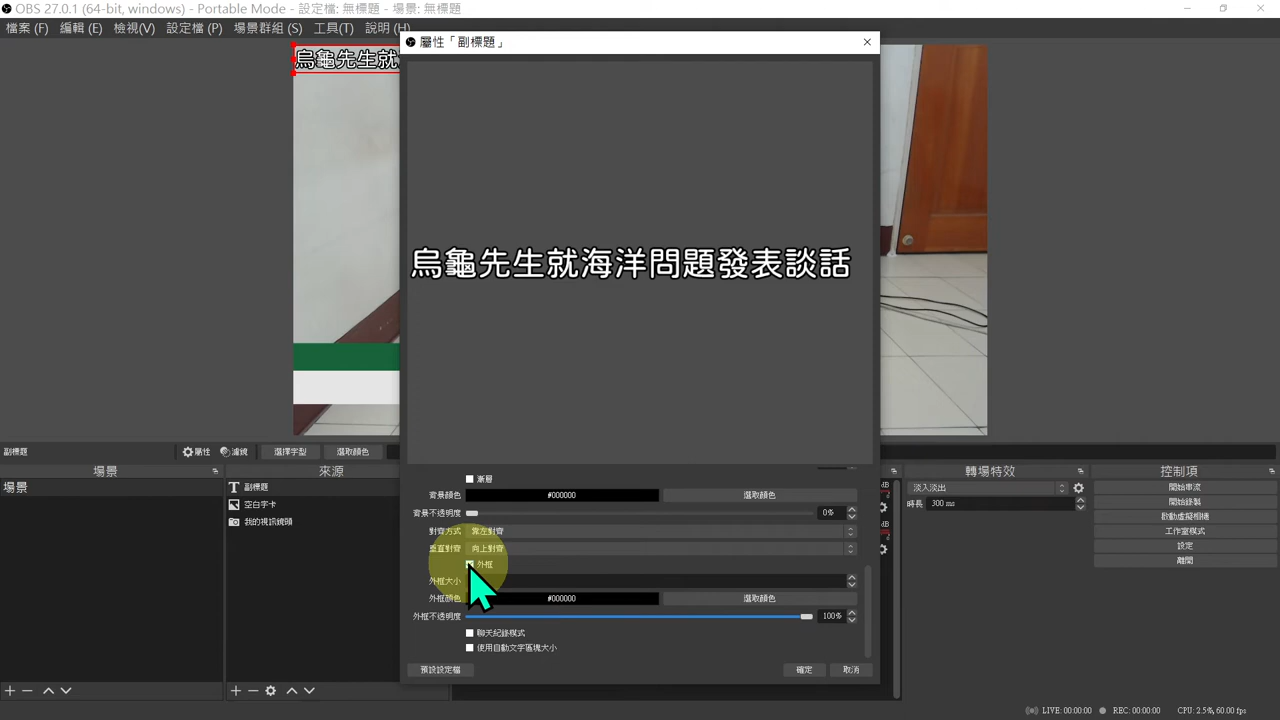 OBS 27.0.1 (64-bit, windows) - Portable Mode - 設定檔: 無標題 - 場景: 無標題
檔案 (F) 編輯 (E) 檢視(V) 設定檔 (P) 場景群組 (S) 工具(T) 說明 (H)
屬性「副標題」
烏龜先生就
烏龜先生就海洋問題發表談話
副標題 屬性 濾鏡 選擇字型 選取顏色
場景 來源 轉場特效 控制項
場景
副標題
空白字卡
我的視訊鏡頭
漸層
背景顏色 #000000 選取顏色
背景不透明度 0%
對齊方式 靠左對齊
垂直對齊 向上對齊
外框
外框大小
外框顏色 #000000 選取顏色
外框不透明度 100%
聊天紀錄模式
使用自動文字區塊大小
預設設定檔 確定 取消
dB
dB
淡入淡出
時長 300 ms
開始串流
開始錄製
啟動虛擬相機
工作室模式
設定
離開
LIVE: 00:00:00 REC: 00:00:00 CPU: 2.5%, 60.00 fps